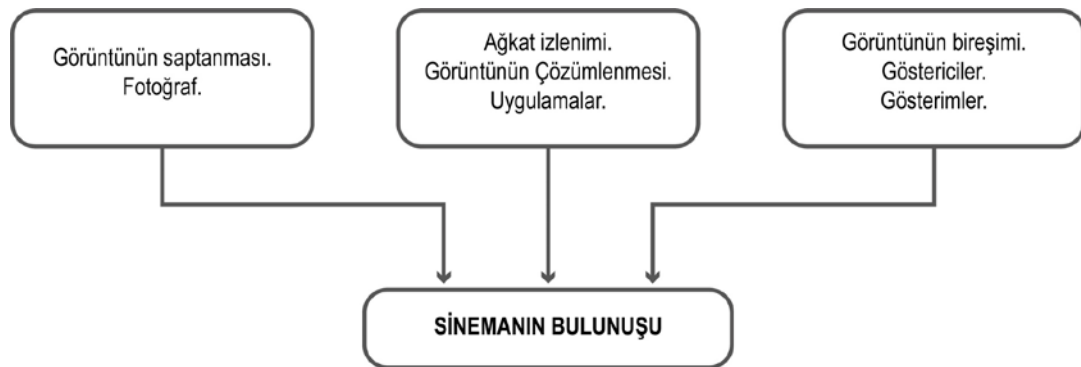 Görüntünün saptanması.
Fotoğraf.
Ağkat izlenimi.
Görüntünün Çözümlenmesi.
Uygulamalar.
Görüntünün bireşimi.
Göstericiler.
Gösterimler.
SİNEMANIN BULUNUŞU